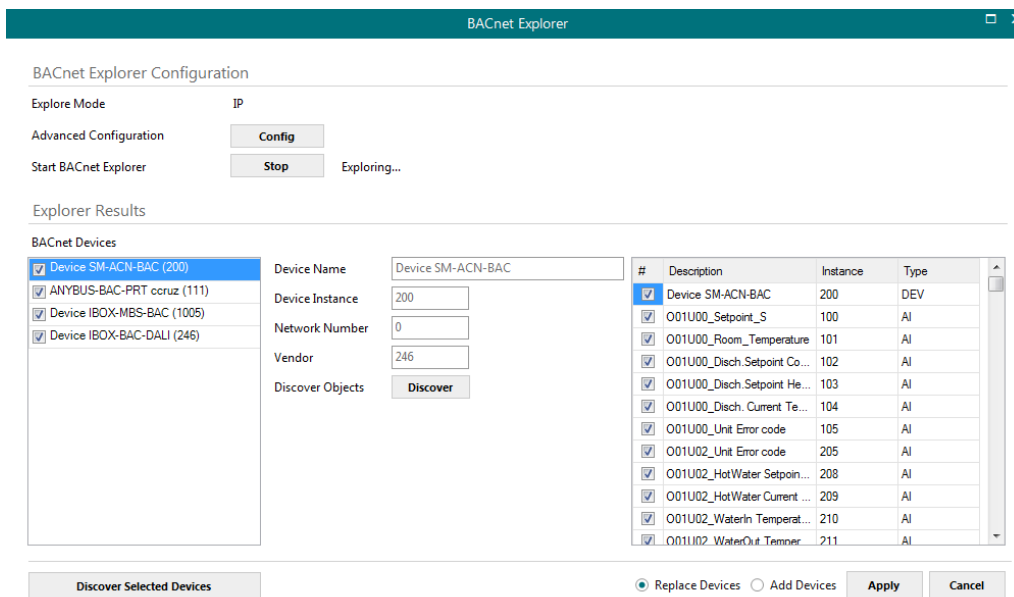 BACnet Explorer
BACnet Explorer Configuration
Explore Mode IP
Advanced Configuration Config
Start BACnet Explorer Stop Exploring...
Explorer Results
BACnet Devices
Device SM-ACN-BAC (200)
ANYBUS-BAC-PRT ccruz (111)
Device IBOX-MBS-BAC (1005)
Device IBOX-BAC-DALI (246)
Device Name Device SM-ACN-BAC
Device Instance 200
Network Number 0
Vendor 246
Discover Objects Discover
# Description Instance Type
Device SM-ACN-BAC 200 DEV
O01U00_Setpoint_S 100 AI
O01U00_Room_Temperature 101 AI
O01U00_Disch.Setpoint Co... 102 AI
O01U00_Disch.Setpoint He... 103 AI
O01U00_Disch. Current Te... 104 AI
O01U00_Unit Error code 105 AI
O01U02_Unit Error code 205 AI
O01U02_HotWater Setpoin... 208 AI
O01U02_HotWater Current ... 209 AI
O01U02_WaterIn Temperat... 210 AI
O01U02_WaterOut Temper 211 AI
Discover Selected Devices
Replace Devices Add Devices Apply Cancel